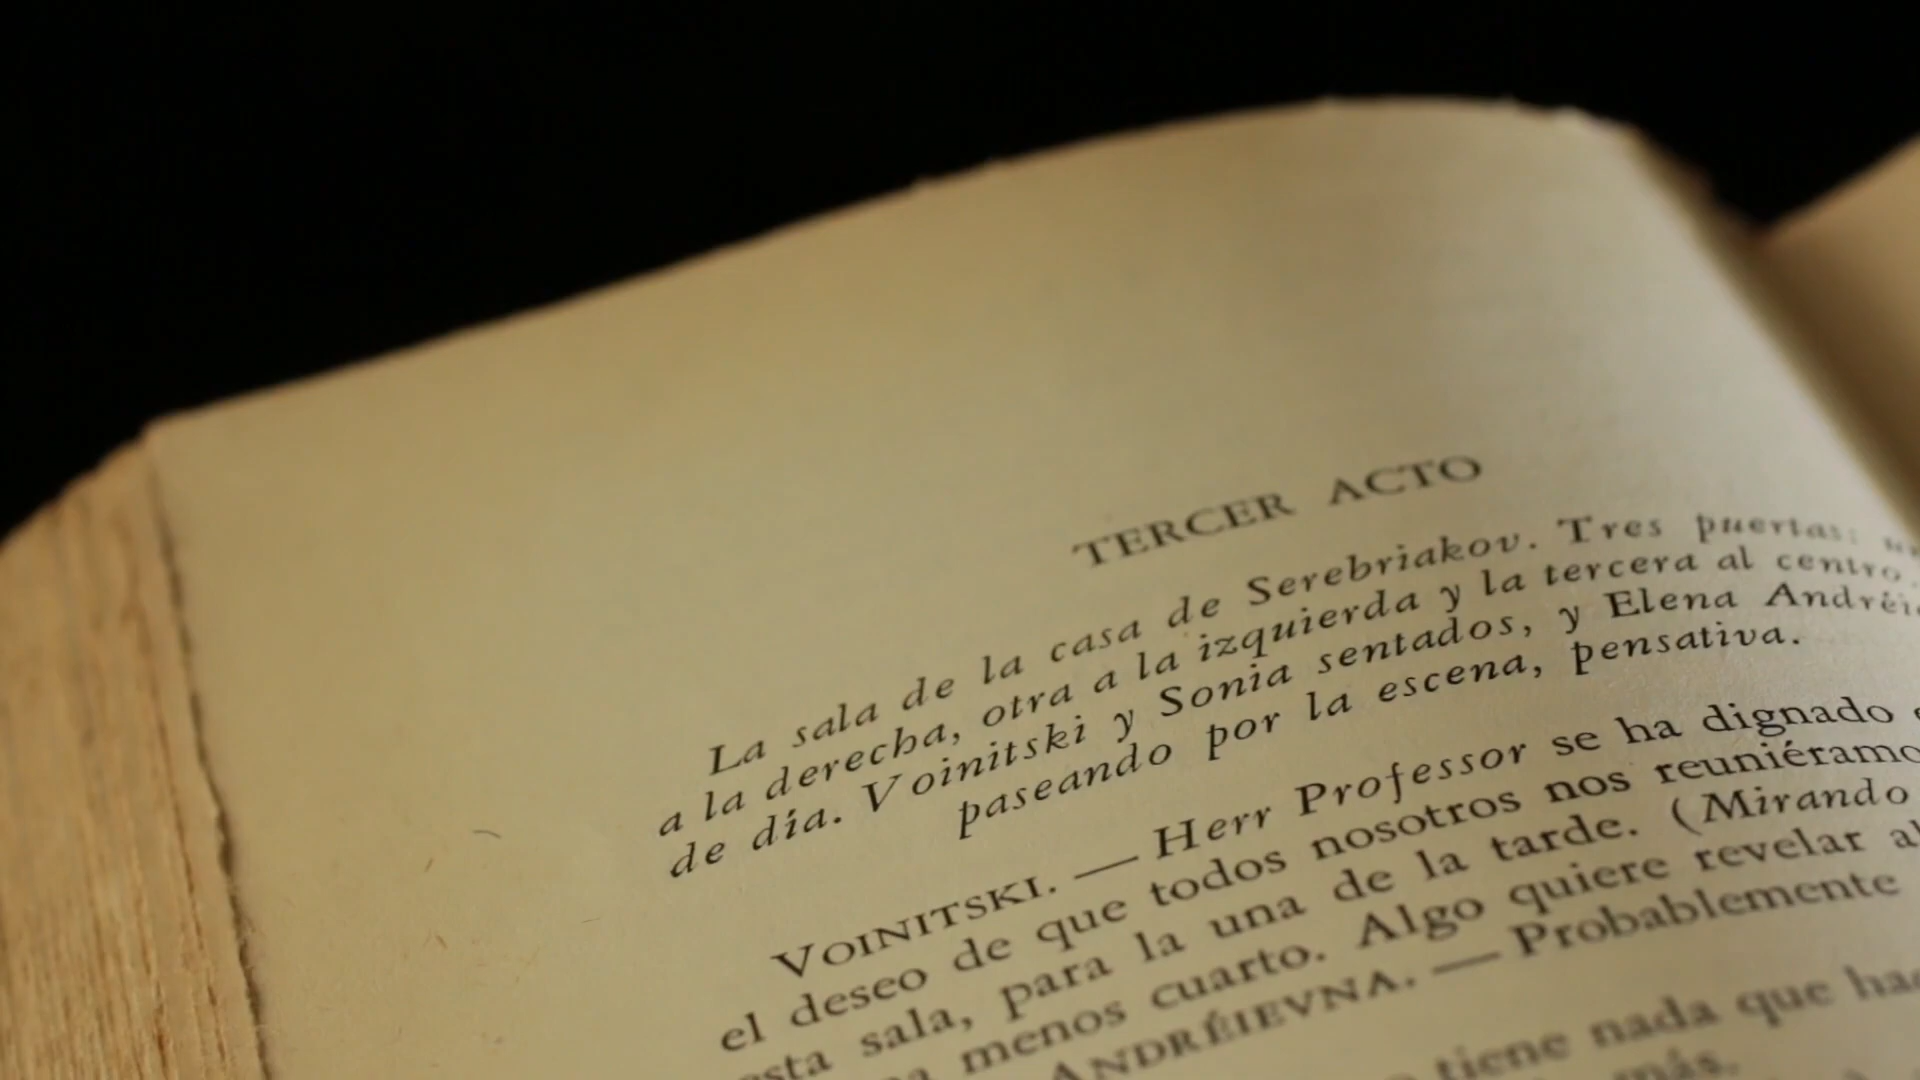 TERCER ACTO
La sala de la casa de Serebriakov. Tres puertas:
a la derecha, otra a la izquierda y la tercera al centro.
de día. Voinitski y Sonia sentados, y Elena
paseando por la escena, pensativa.
VOINITSKI. — Herr Professor se ha dignado
el deseo de que todos nosotros nos
sala, para la una de la tarde. (Mirando
menos cuarto. Algo quiere revelar
ANDRÉIEVNA. — Probablemente
tiene nada que
más.